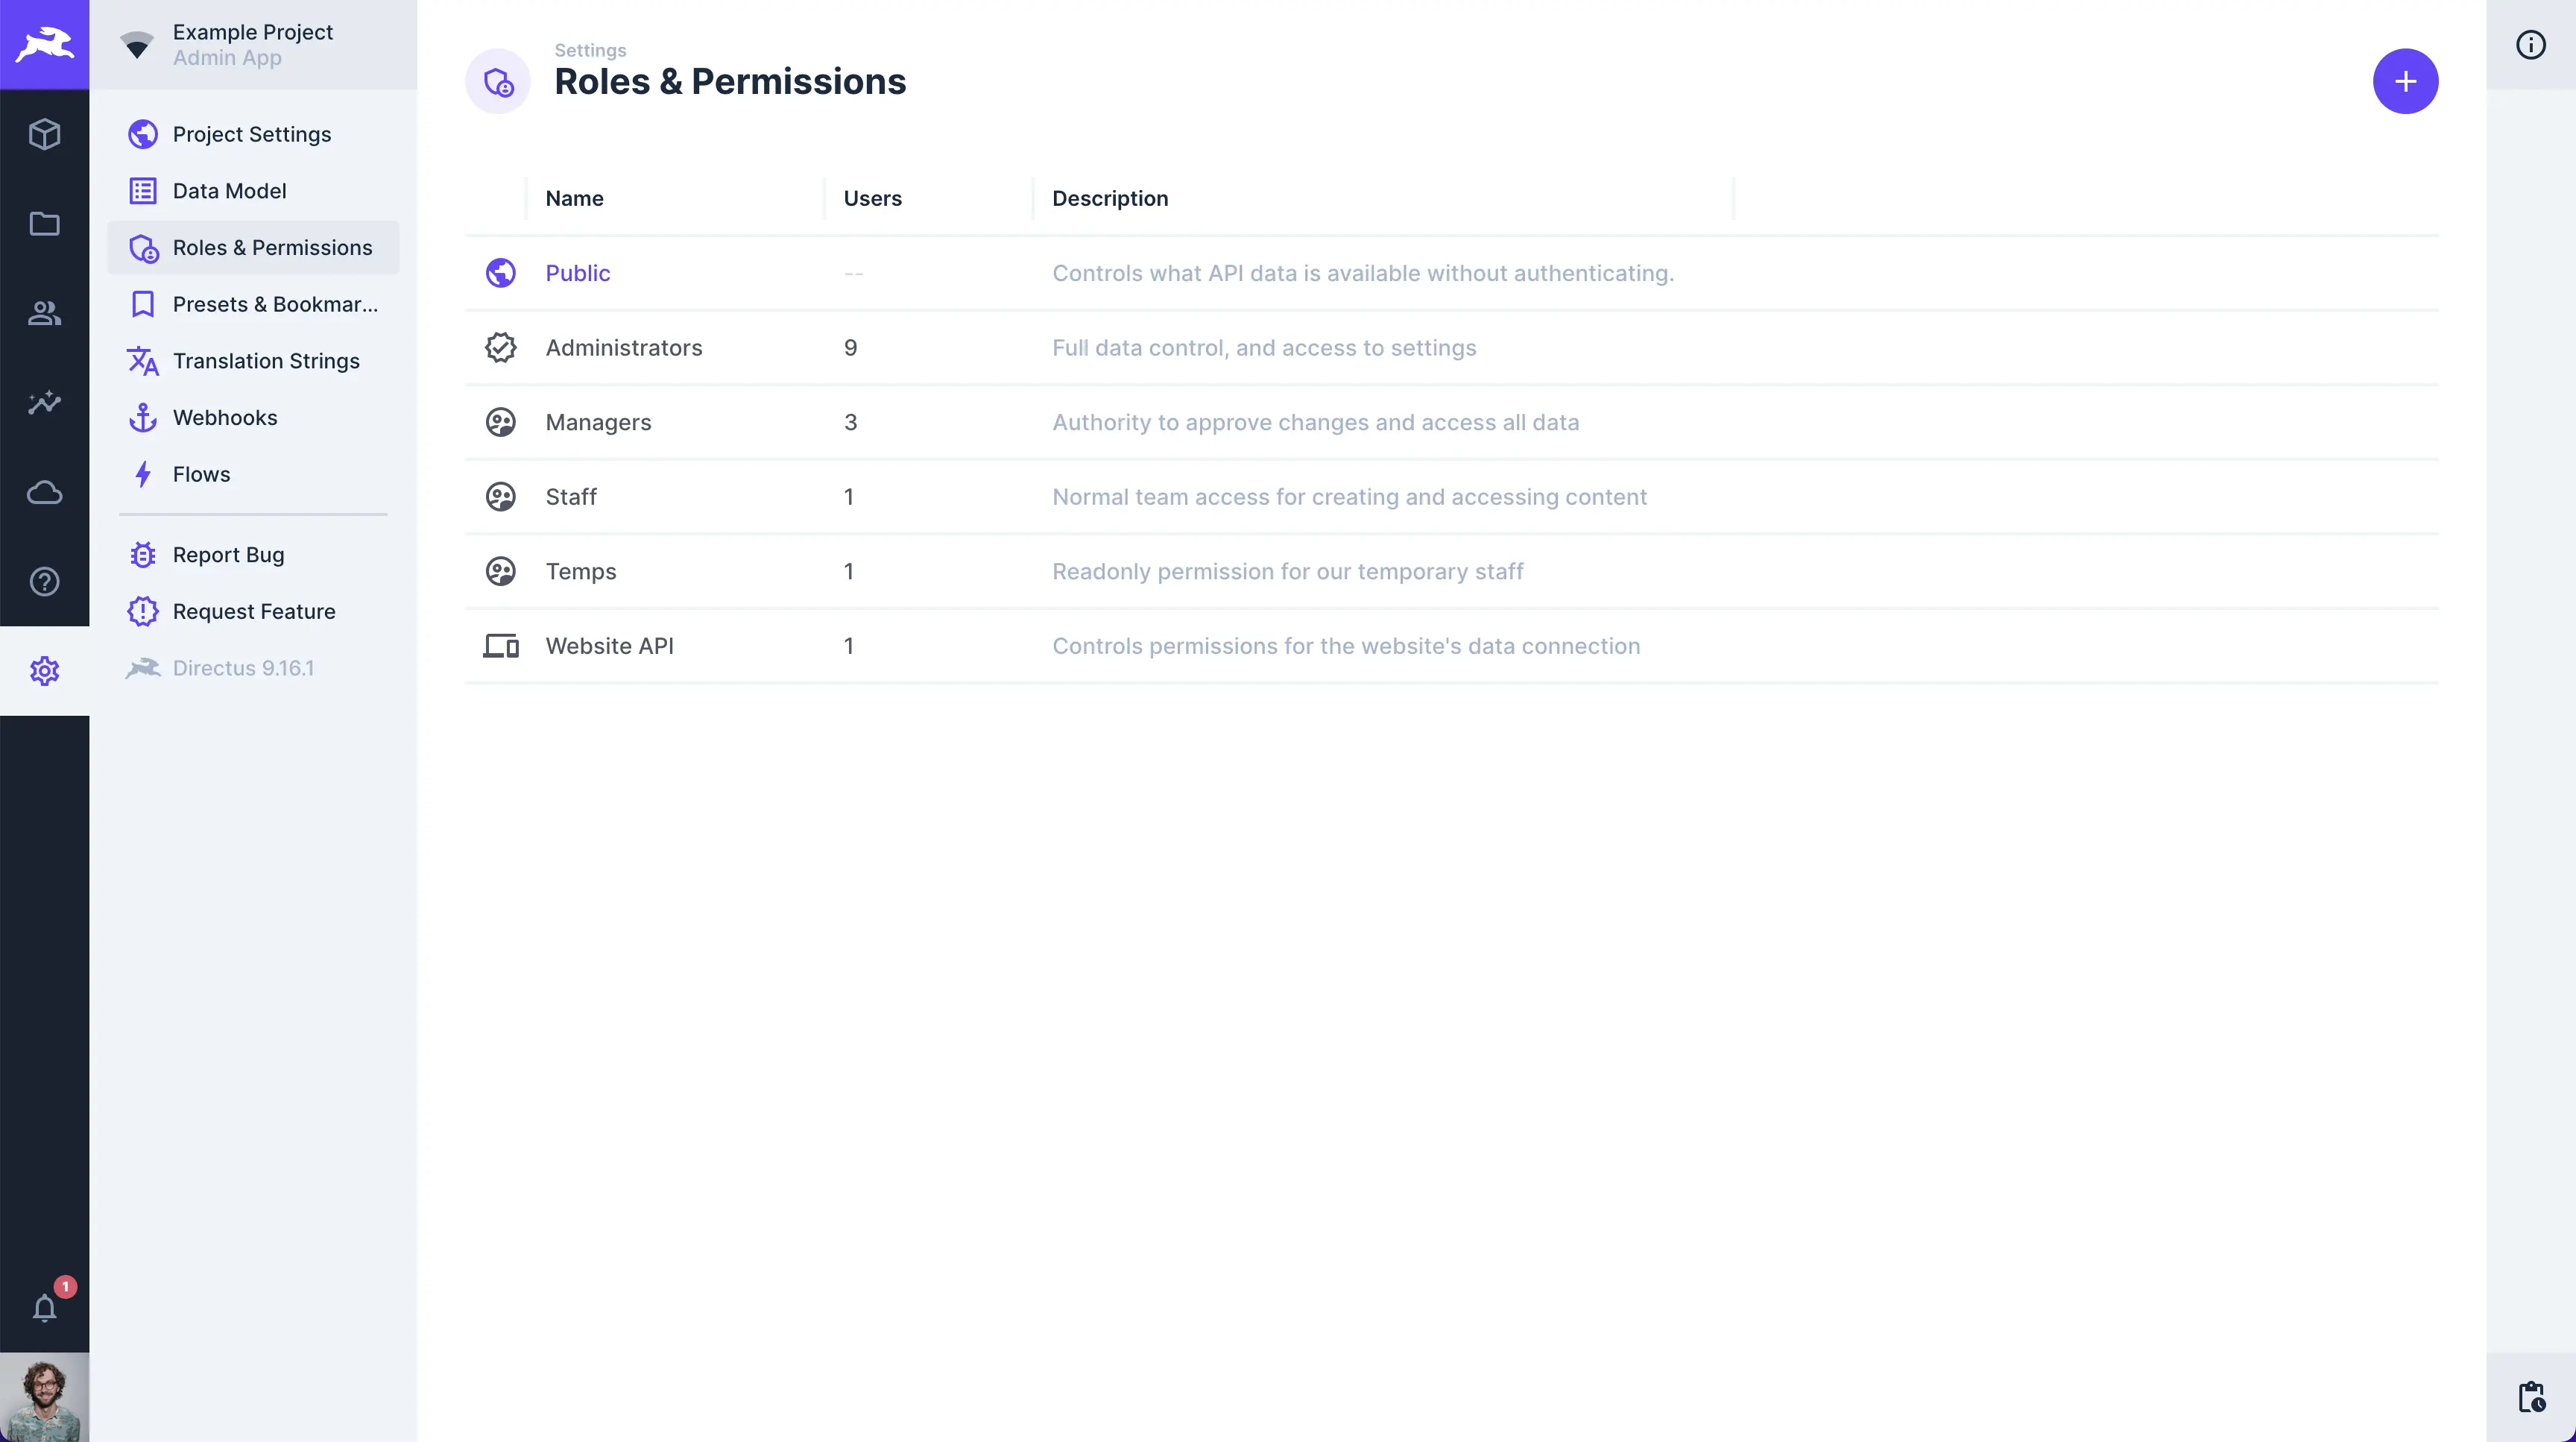 Example Project
Admin App
Project Settings
Data Model
Roles & Permissions
Presets & Bookmar...
Translation Strings
Webhooks
Flows
Report Bug
Request Feature
Directus 9.16.1
1
Settings
Roles & Permissions
Name Users Description
Public -- Controls what API data is available without authenticating.
Administrators 9 Full data control, and access to settings
Managers 3 Authority to approve changes and access all data
Staff 1 Normal team access for creating and accessing content
Temps 1 Readonly permission for our temporary staff
Website API 1 Controls permissions for the website's data connection